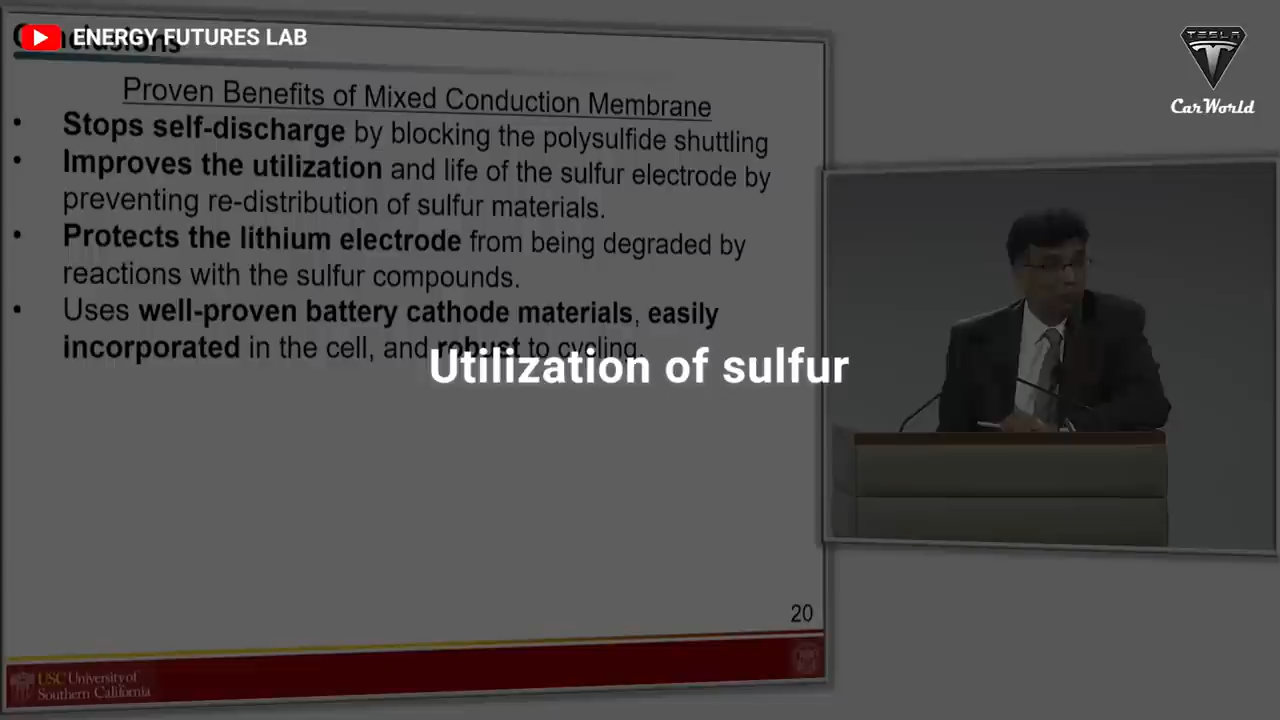 ENERGY FUTURES LAB
Conclusions
TESLA
CarWorld
Proven Benefits of Mixed Conduction Membrane
• Stops self-discharge by blocking the polysulfide shuttling
• Improves the utilization and life of the sulfur electrode by
preventing re-distribution of sulfur materials.
• Protects the lithium electrode from being degraded by
reactions with the sulfur compounds.
• Uses well-proven battery cathode materials, easily
incorporated in the cell, and robust to cycling.
Utilization of sulfur
20
USC University of
Southern California